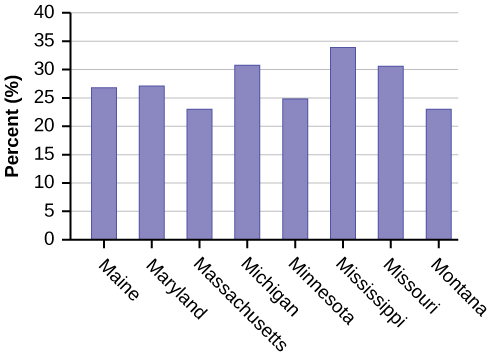 Percent (%)
40
35
30
25
20
15
10
5
0
Maine
Maryland
Massachusetts
Michigan
Minnesota
Mississippi
Missouri
Montana